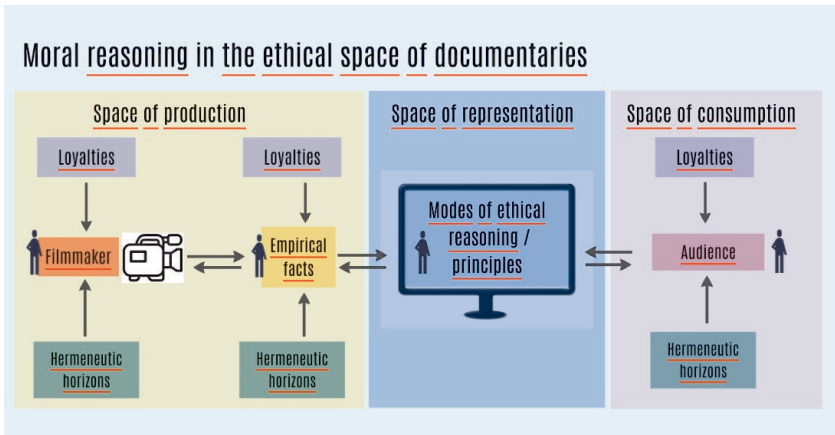 Moral reasoning in the ethical space of documentaries
Space of production
Loyalties
Loyalties
Filmmaker
Empirical
facts
Hermeneutic
horizons
Hermeneutic
horizons
Space of representation
Modes of ethical
reasoning /
principles
Space of consumption
Loyalties
Audience
Hermeneutic
horizons